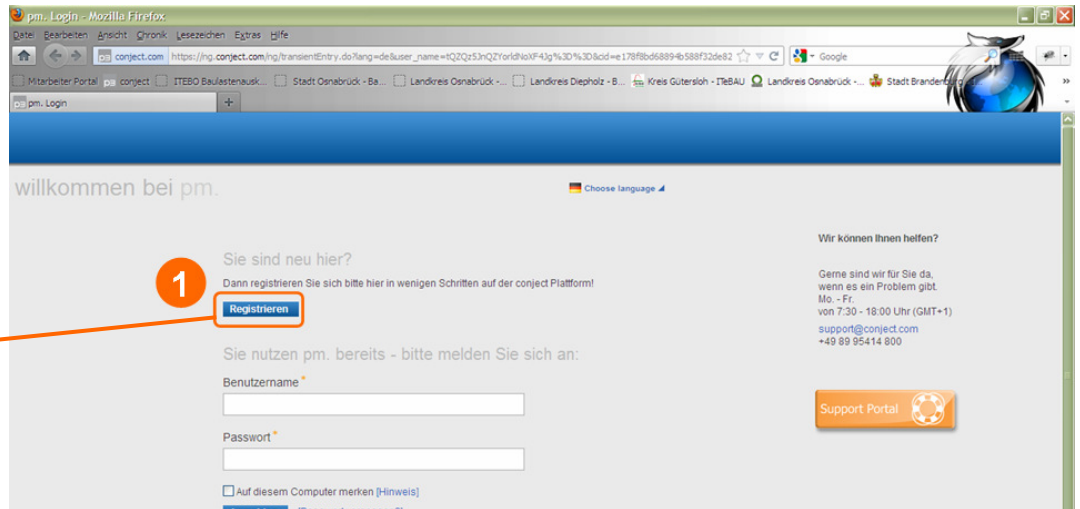 pm. Login - Mozilla Firefox
Datei Bearbeiten Ansicht Chronik Lesezeichen Extras Hilfe
conject.com https://ng.conject.com/ng/transientEntry.do?lang=de&user_name= Google
Mitarbeiter Portal conject ITEBO Baulastenausk... Stadt Osnabrück - Ba... Landkreis Osnabrück -... Landkreis Diepholz - B... Kreis Gütersloh - ITeBAU Landkreis Osnabrück -... Stadt Brandenburg
pm. Login
willkommen bei pm.
Choose language
Wir können Ihnen helfen?
Sie sind neu hier?
1
Dann registrieren Sie sich bitte hier in wenigen Schritten auf der conject Plattform!
Registrieren
Gerne sind wir für Sie da,
wenn es ein Problem gibt.
Mo. - Fr.
von 7:30 - 18:00 Uhr (GMT+1)
support@conject.com
+49 89 95414 800
Sie nutzen pm. bereits - bitte melden Sie sich an:
Benutzername *
Support Portal
Passwort *
Auf diesem Computer merken [Hinweis]